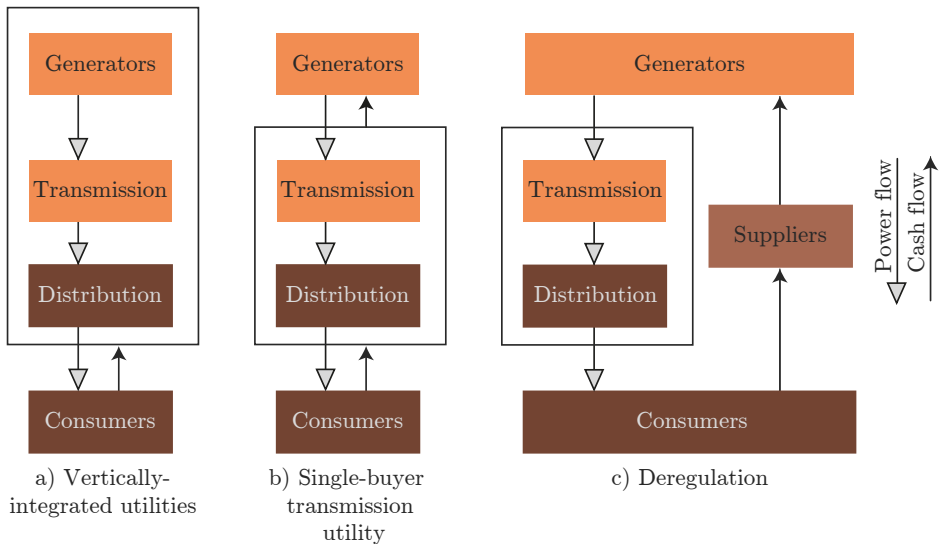 Generators
Transmission
Distribution
Consumers
a) Vertically-
integrated utilities
Generators
Transmission
Distribution
Consumers
b) Single-buyer
transmission
utility
Generators
Transmission
Distribution
Suppliers
Consumers
c) Deregulation
Power flow
Cash flow